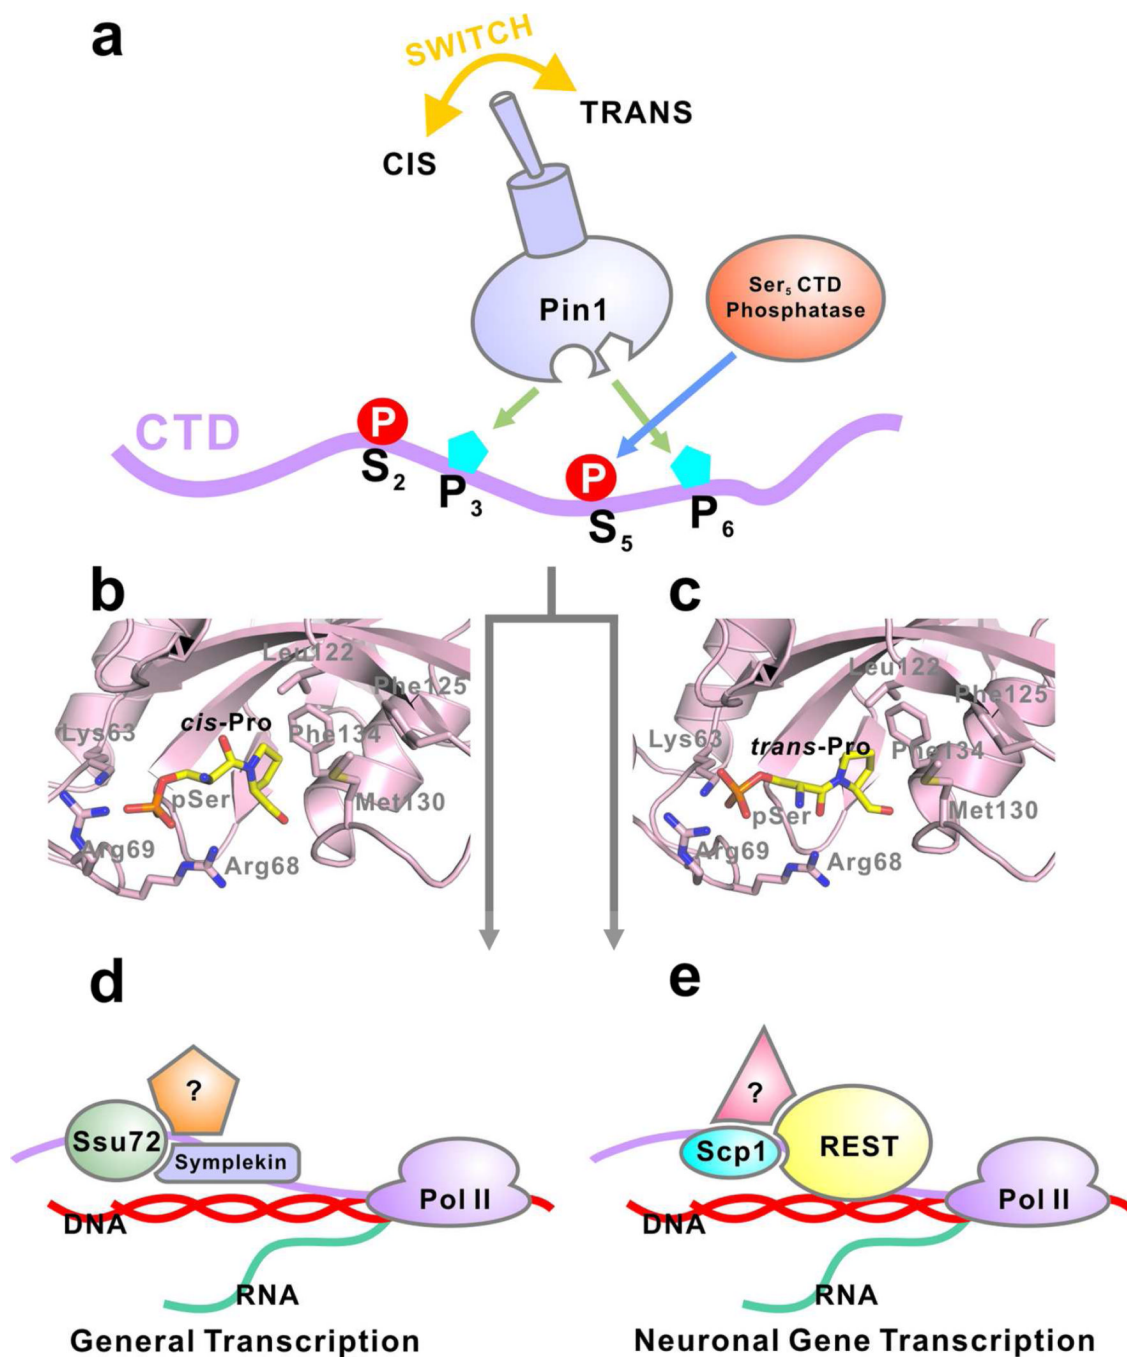 a
SWITCH
TRANS
CIS
Pin1
Ser₅ CTD
Phosphatase
CTD
P
S₂
P₃
P
S₅
P₆
b
Leu122
Phe125
cis-Pro
Lys63
Phe134
pSer
Met130
Arg69
Arg68
c
Leu122
Phe125
Lys63
trans-Pro
Phe134
pSer
Met130
Arg69
Arg68
d
?
Ssu72
Symplekin
Pol II
DNA
RNA
General Transcription
e
?
Scp1
REST
Pol II
DNA
RNA
Neuronal Gene Transcription